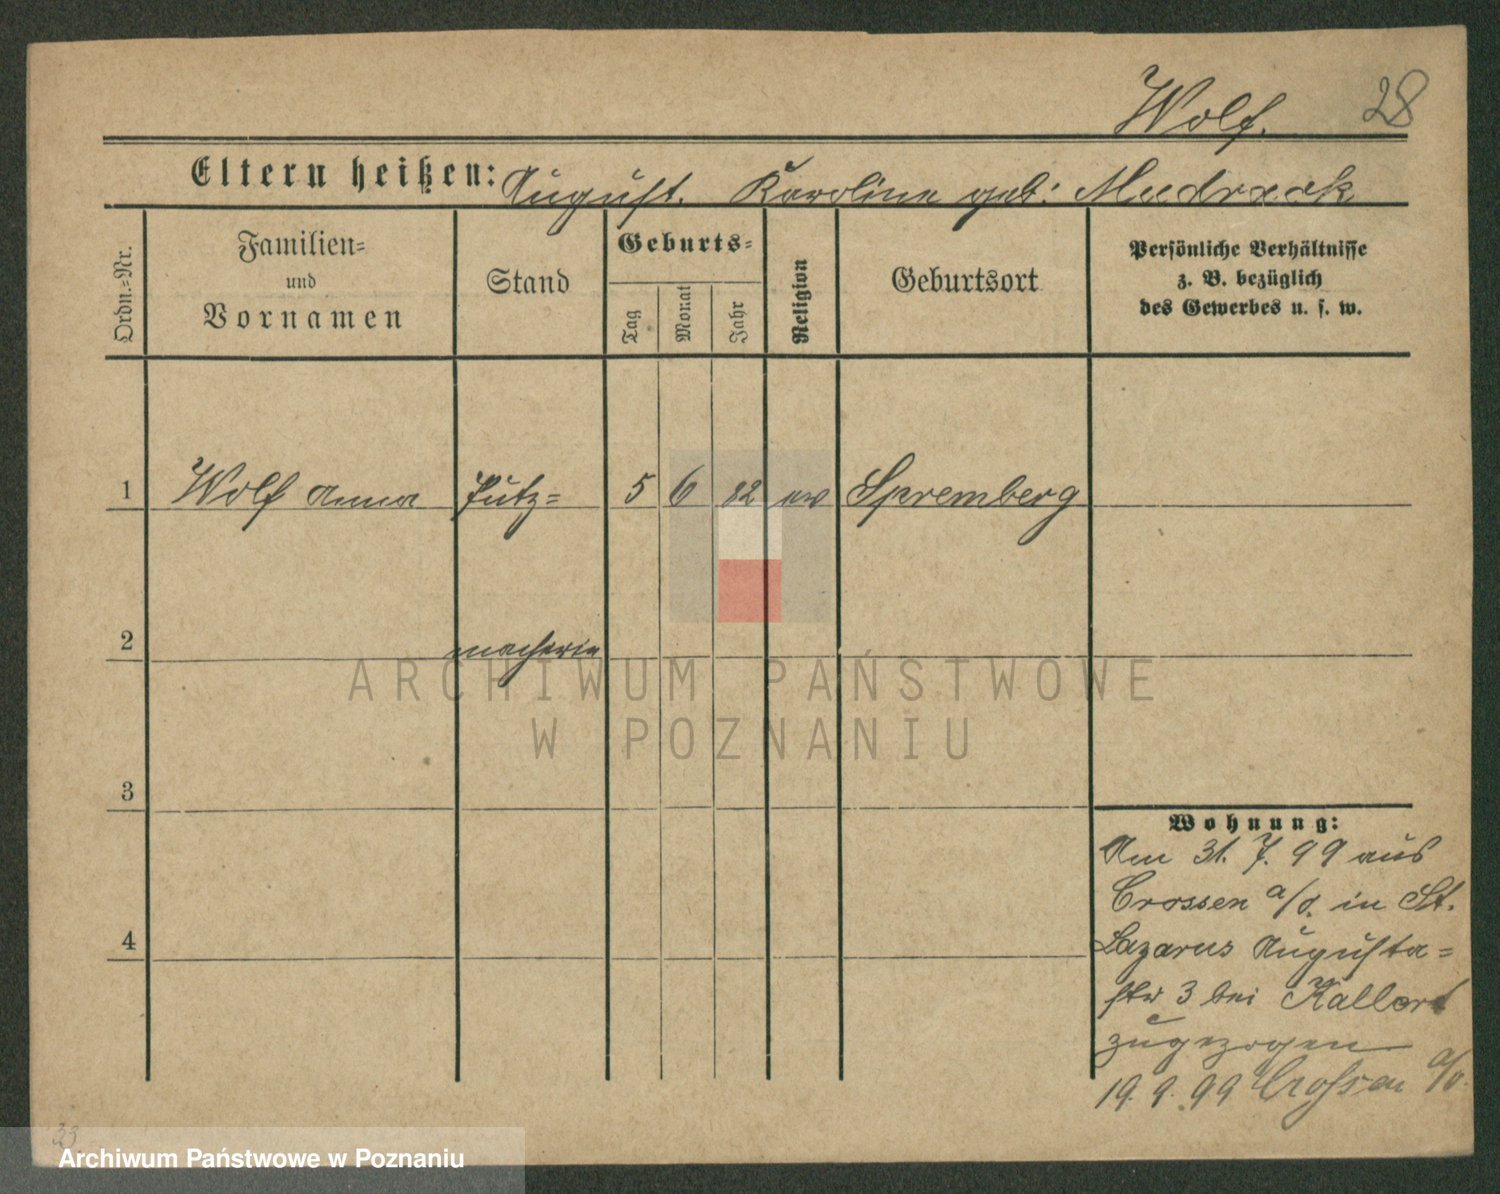 Wolf. 28
Eltern heißen: August. Karoline geb: Mudrack
Ordn.=Nr.
Familien=
und
Vornamen
Stand
Geburts=
Tag
Monat
Jahr
Religion
Geburtsort
Persönliche Verhältnisse
z. B. bezüglich
des Gewerbes u. s. w.
1 Wolf Anna Putz= 5 6 82 ev Spremberg
2 macherin
3
4
Wohnung:
Am 31. 7. 99 aus
Crossen a/O. in St.
Lazarus Augusta=
str 3 bei Kallert
zugezogen
19. 9. 99 Crossen a/O.
33
ARCHIWUM PAŃSTWOWE
W POZNANIU
Archiwum Państwowe w Poznaniu